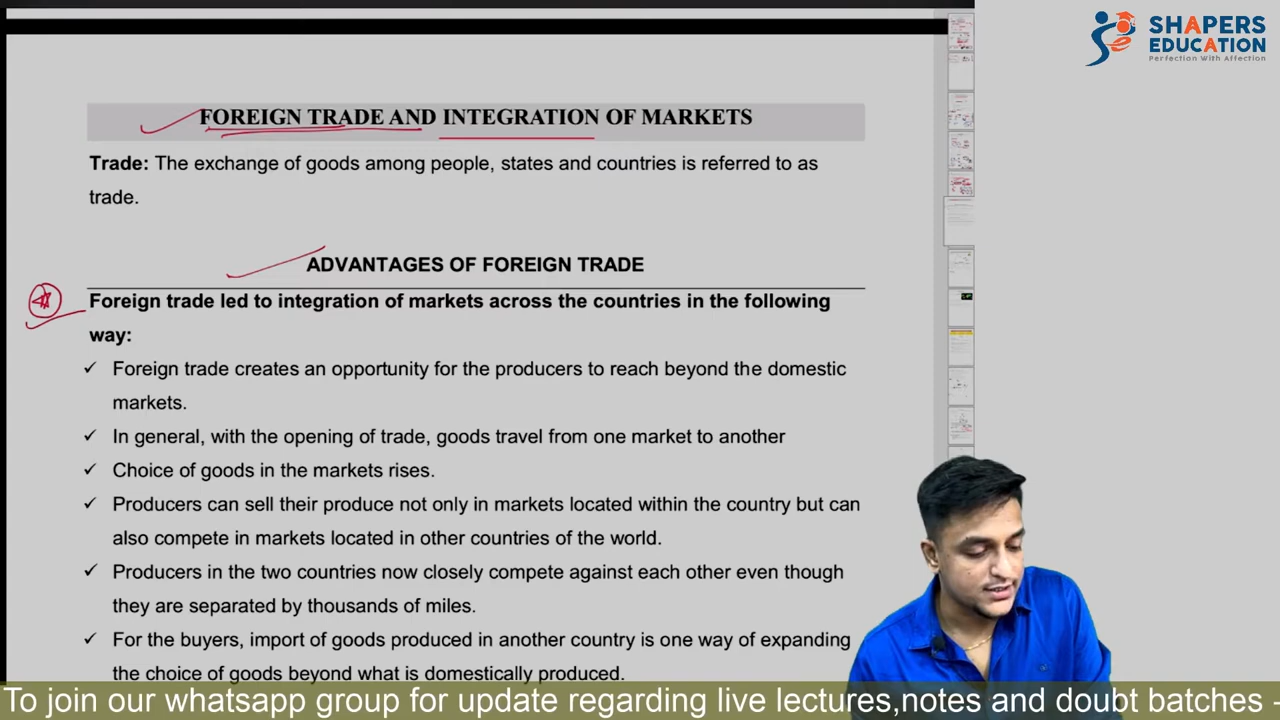 SHAPERS
EDUCATION
Perfection With Affection
FOREIGN TRADE AND INTEGRATION OF MARKETS
Trade: The exchange of goods among people, states and countries is referred to as
trade.
ADVANTAGES OF FOREIGN TRADE
Foreign trade led to integration of markets across the countries in the following
way:
✓ Foreign trade creates an opportunity for the producers to reach beyond the domestic
markets.
✓ In general, with the opening of trade, goods travel from one market to another
✓ Choice of goods in the markets rises.
✓ Producers can sell their produce not only in markets located within the country but can
also compete in markets located in other countries of the world.
✓ Producers in the two countries now closely compete against each other even though
they are separated by thousands of miles.
✓ For the buyers, import of goods produced in another country is one way of expanding
the choice of goods beyond what is domestically produced.
To join our whatsapp group for update regarding live lectures,notes and doubt batches -